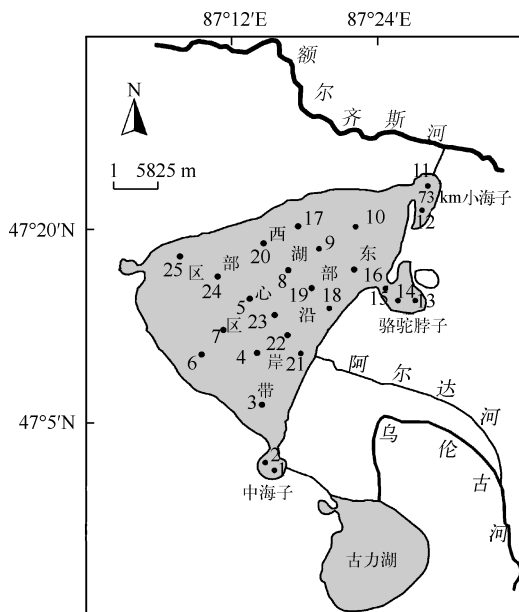 87°12′E 87°24′E
额尔齐斯河
N
1 5825 m
11
73
km小海子
12
47°20′N
17
10
西
20
9
湖
东
25
区
部
24
8
部
16
5
心
19
18
15
14
13
骆驼脖子
23
沿
7
区
22
6
4
岸
21
阿尔达河
3
带
47°5′N
乌伦古河
2
1
中海子
古力湖